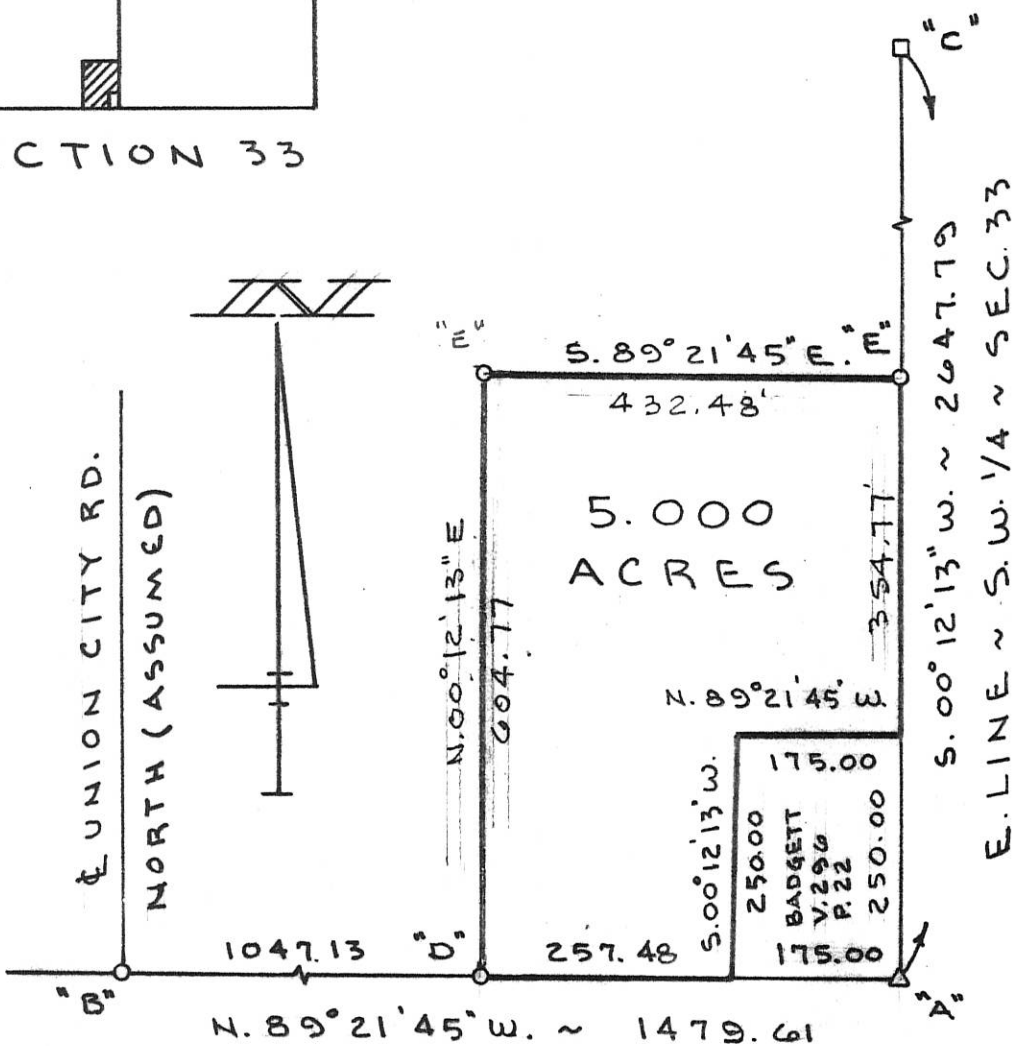 "C"
CTION 33
N
"E" S. 89°21'45" E. "F"
432.48'
5.000
ACRES
℄ UNION CITY RD.
NORTH (ASSUMED)
N.00°12'13"E
604.77
354.77'
S.00°12'13"W. ~ 2647.79
E. LINE ~ S.W. 1/4 ~ SEC. 33
N. 89°21'45" W.
175.00
S.00°12'13"W.
250.00
BADGETT
V.296
P.22
250.00
1047.13 "D" 257.48 175.00
"B" "A"
N. 89°21'45" W. ~ 1479.61